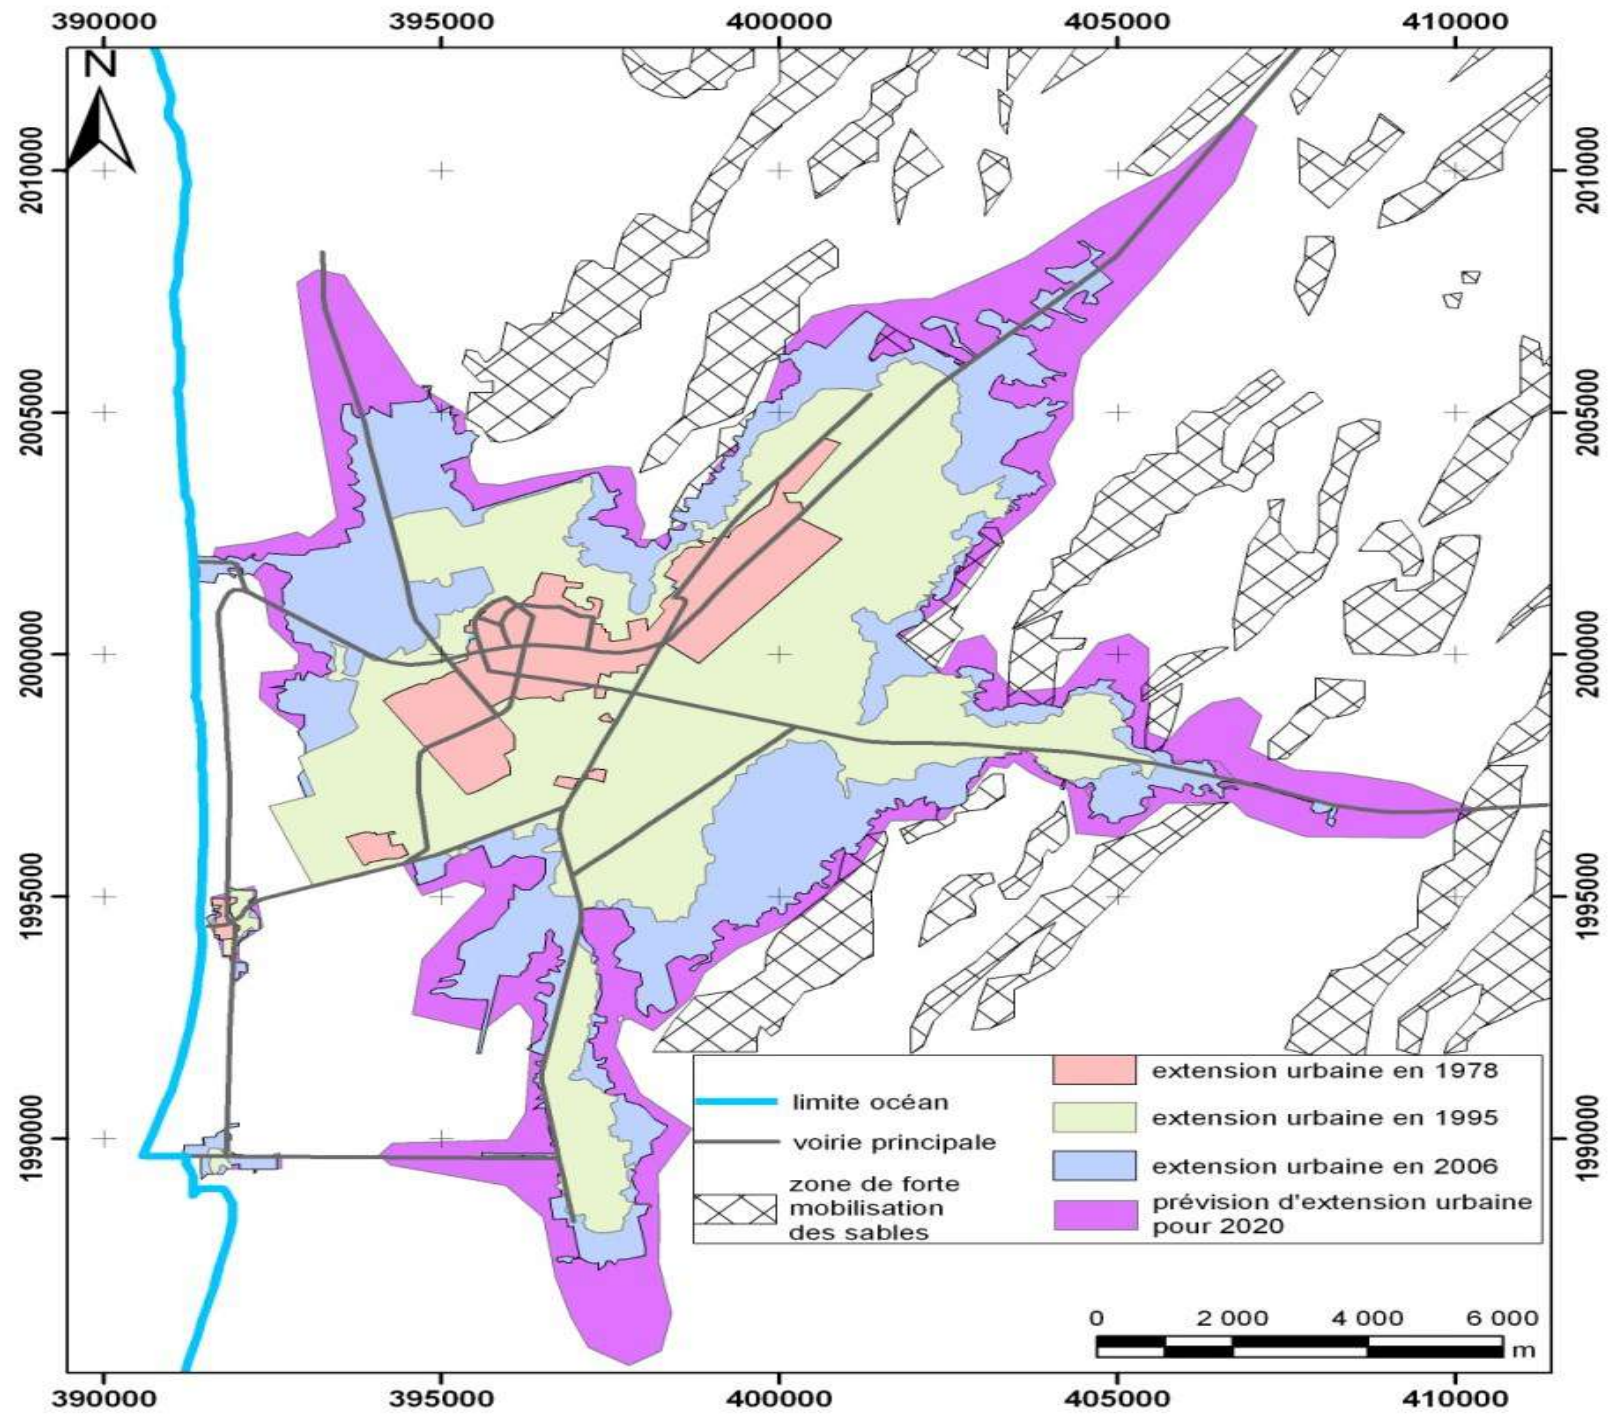 390000 395000 400000 405000 410000
N
2010000 2010000
2005000 2005000
2000000 2000000
1995000 1995000
1990000 1990000
limite océan
voirie principale
zone de forte
mobilisation
des sables
extension urbaine en 1978
extension urbaine en 1995
extension urbaine en 2006
prévision d'extension urbaine
pour 2020
0 2 000 4 000 6 000
m
390000 395000 400000 405000 410000